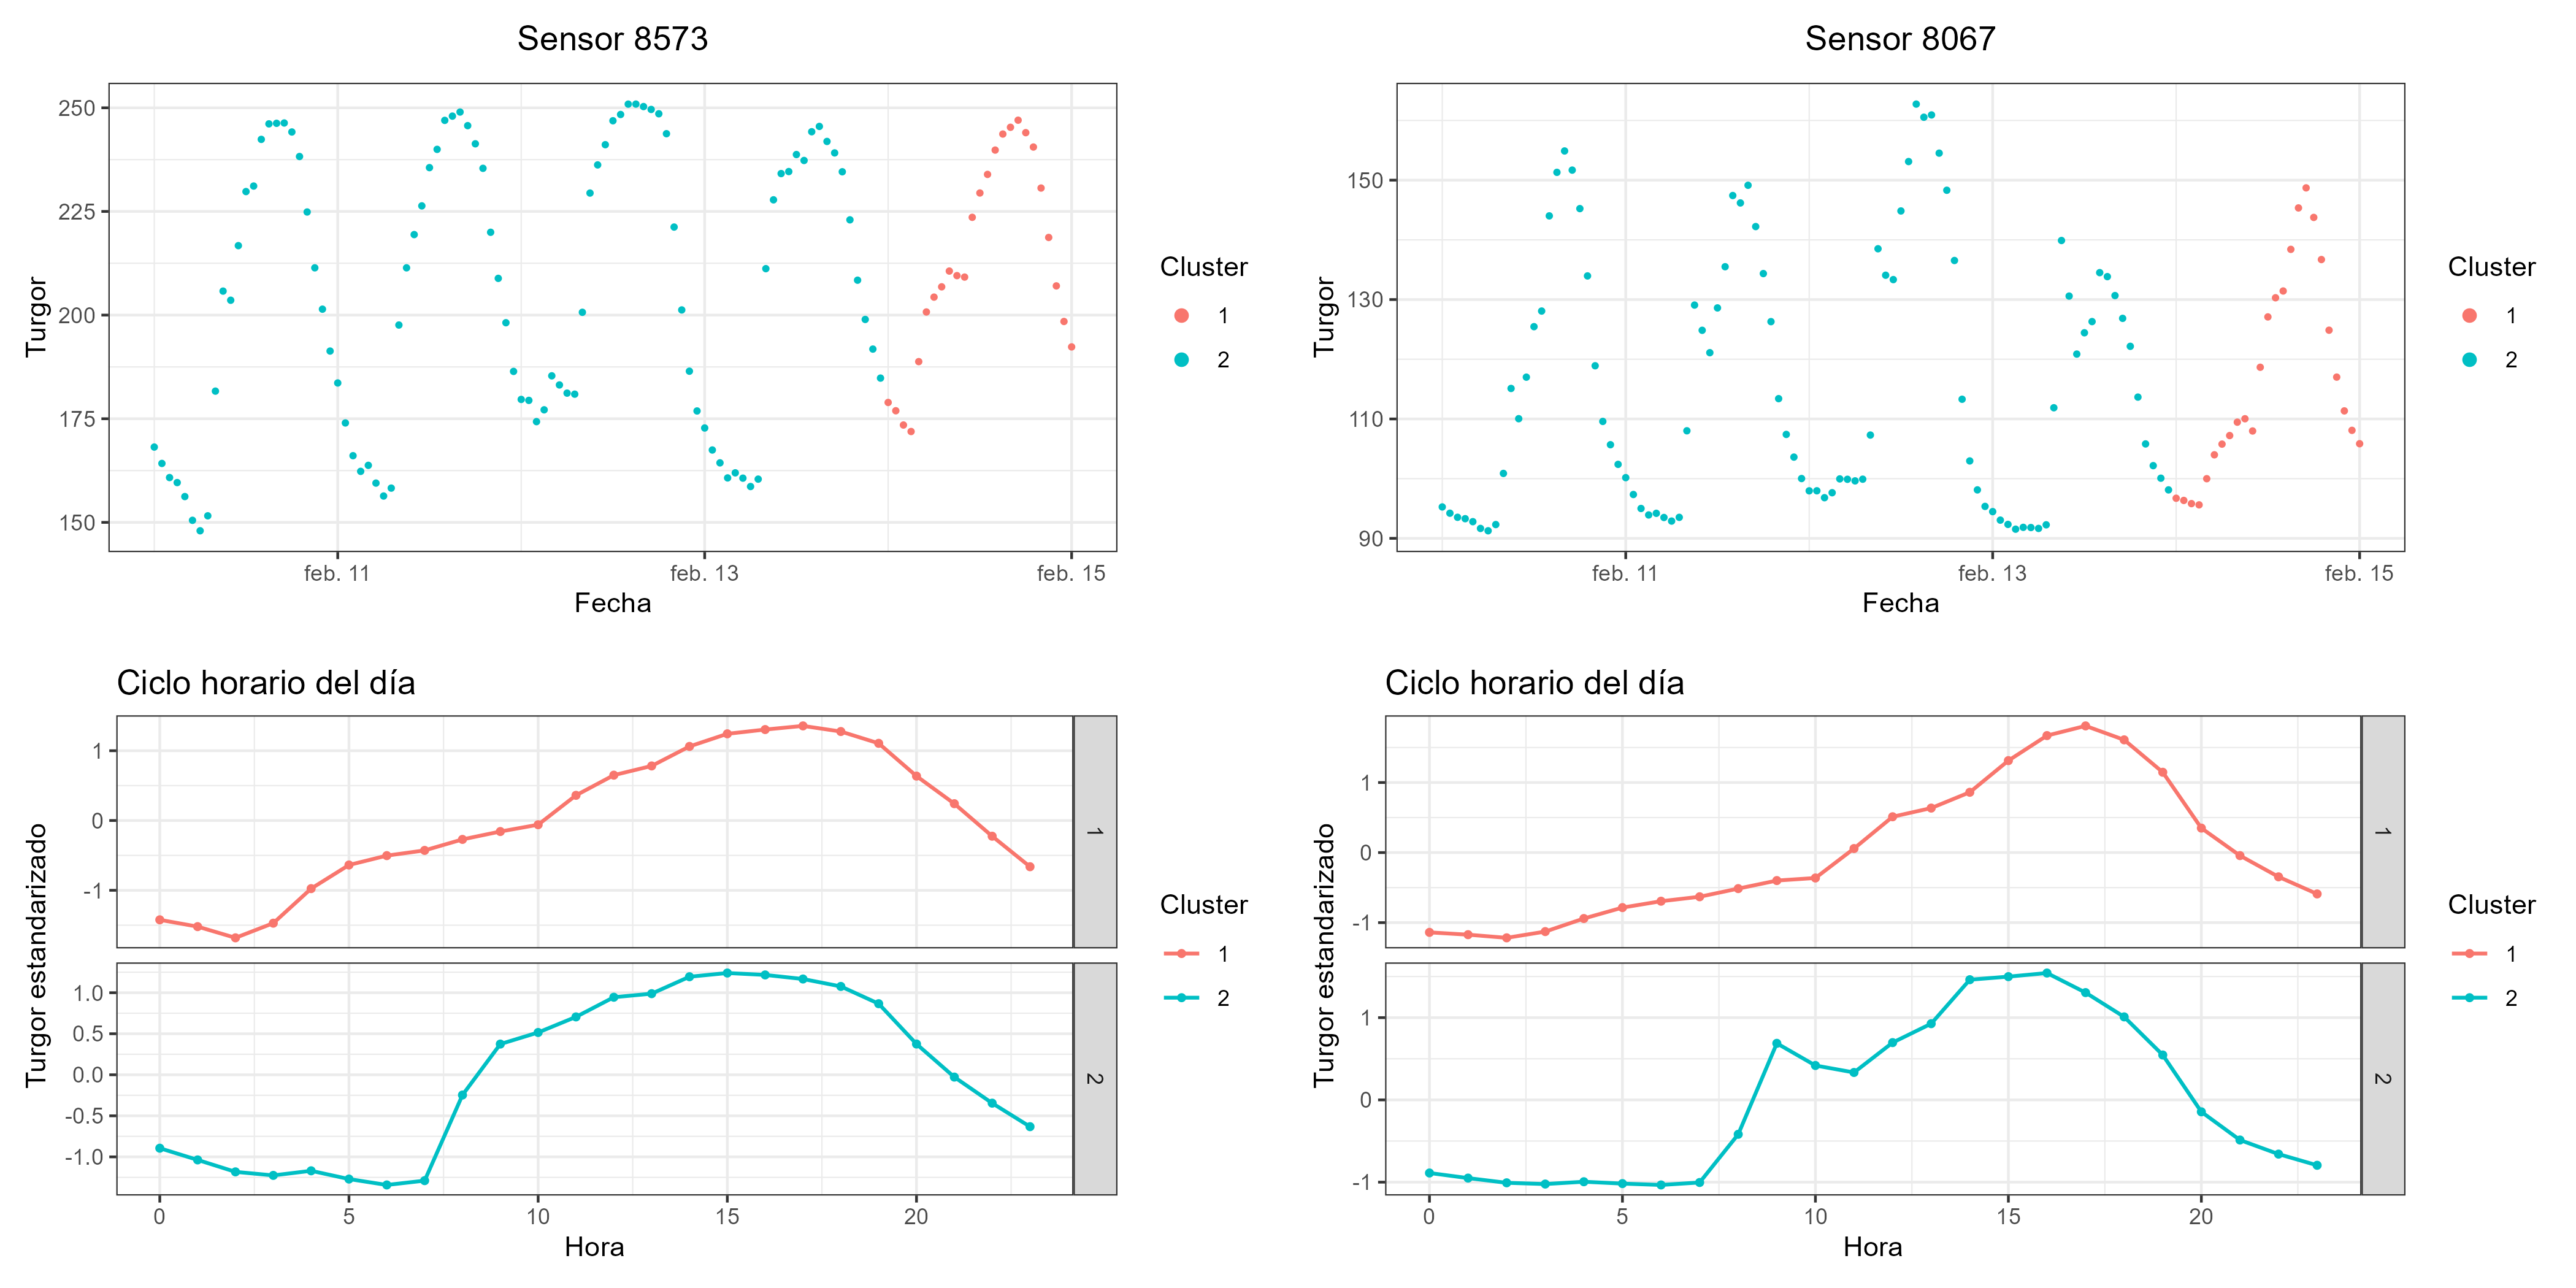 Sensor 8573
Turgor
250
225
200
175
150
feb. 11
feb. 13
feb. 15
Fecha
Cluster
1
2
Sensor 8067
Turgor
150
130
110
90
feb. 11
feb. 13
feb. 15
Fecha
Cluster
1
2
Ciclo horario del día
Turgor estandarizado
1
0
-1
1
1.0
0.5
0.0
-0.5
-1.0
2
0
5
10
15
20
Hora
Cluster
1
2
Ciclo horario del día
Turgor estandarizado
1
0
-1
1
1
0
-1
2
0
5
10
15
20
Hora
Cluster
1
2